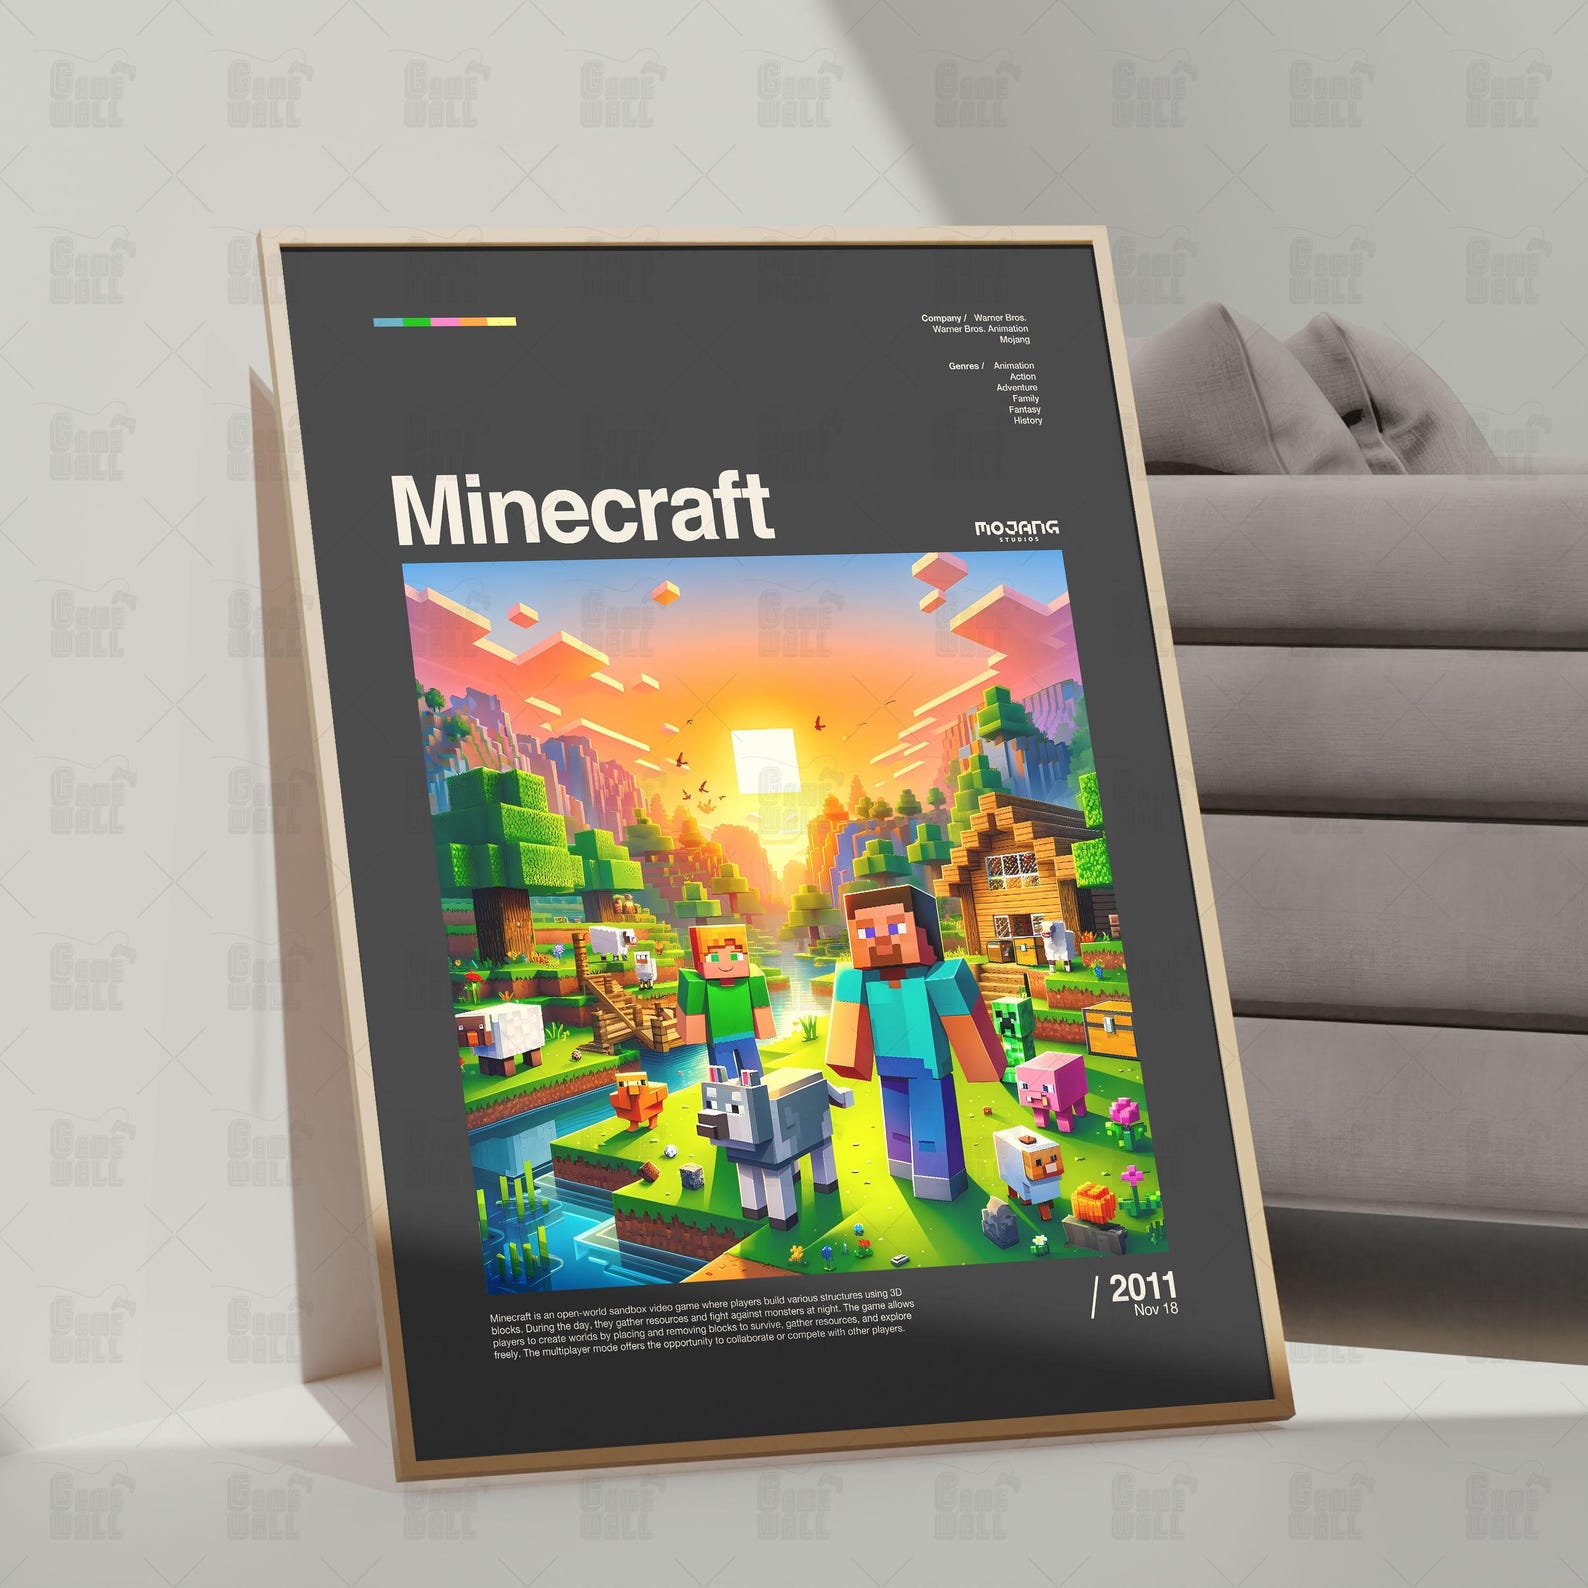 Company / Warner Bros.
Warner Bros. Animation
Mojang
Genres / Animation
Action
Adventure
Family
Fantasy
History
Minecraft
MOJANG
STUDIOS
Minecraft is an open-world sandbox video game where players build various structures using 3D
blocks. During the day, they gather resources and fight against monsters at night. The game allows
players to create worlds by placing and removing blocks to survive, gather resources, and explore
freely. The multiplayer mode offers the opportunity to collaborate or compete with other players.
/ 2011
Nov 18
GAME
WALL